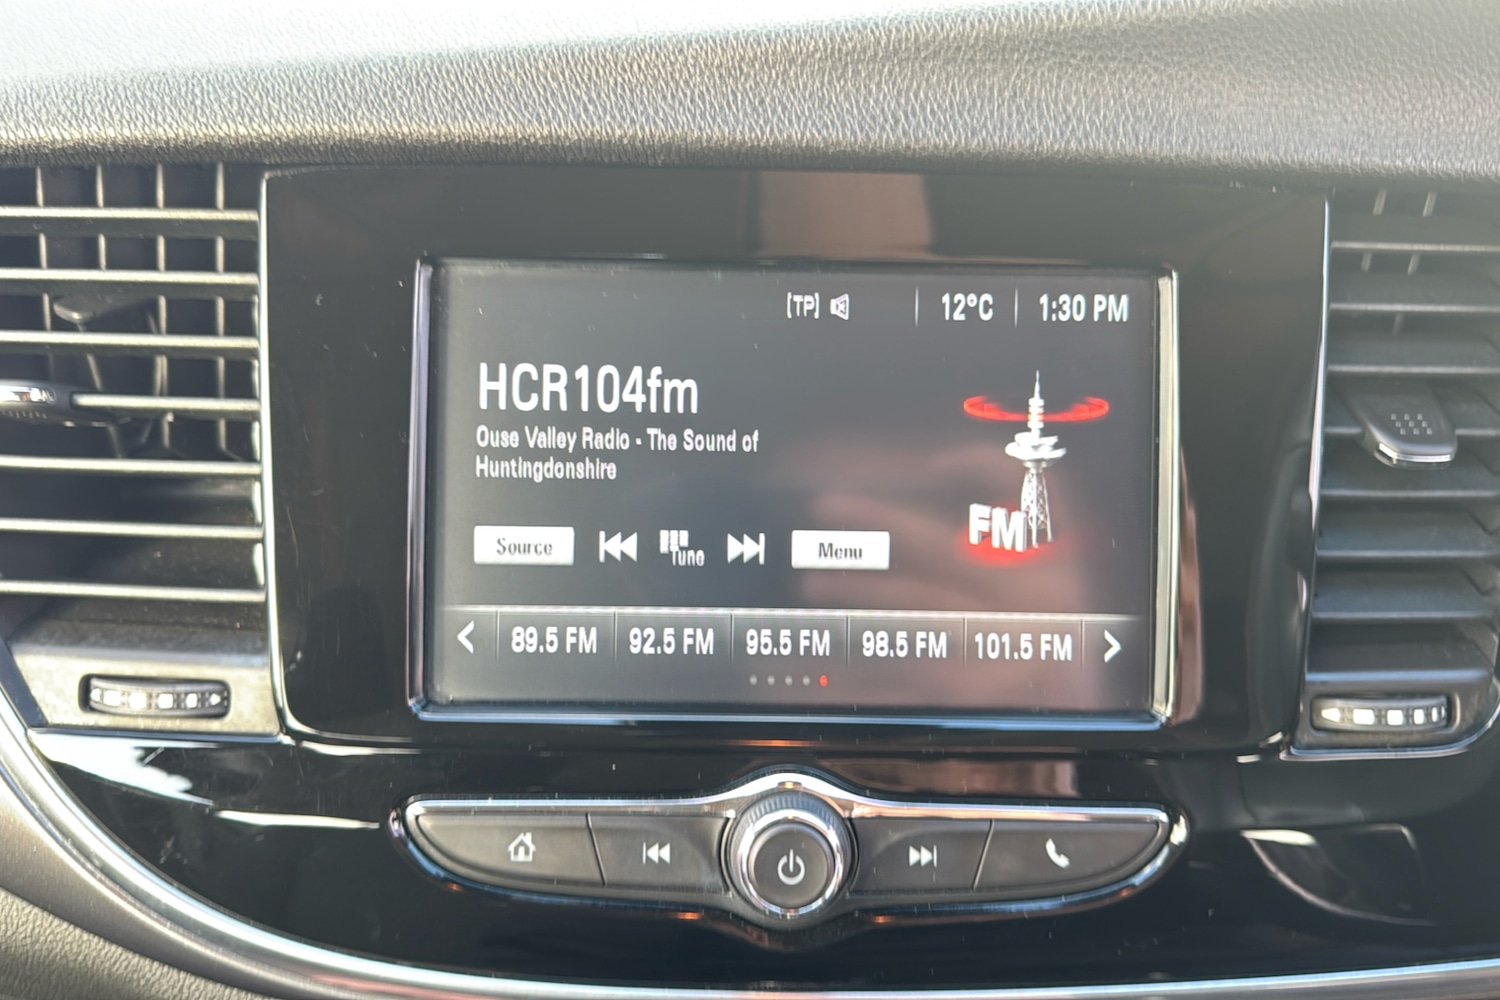 [TP] 12°C 1:30 PM
HCR104fm
Ouse Valley Radio - The Sound of
Huntingdonshire
FM
Source Tune Menu
89.5 FM 92.5 FM 95.5 FM 98.5 FM 101.5 FM